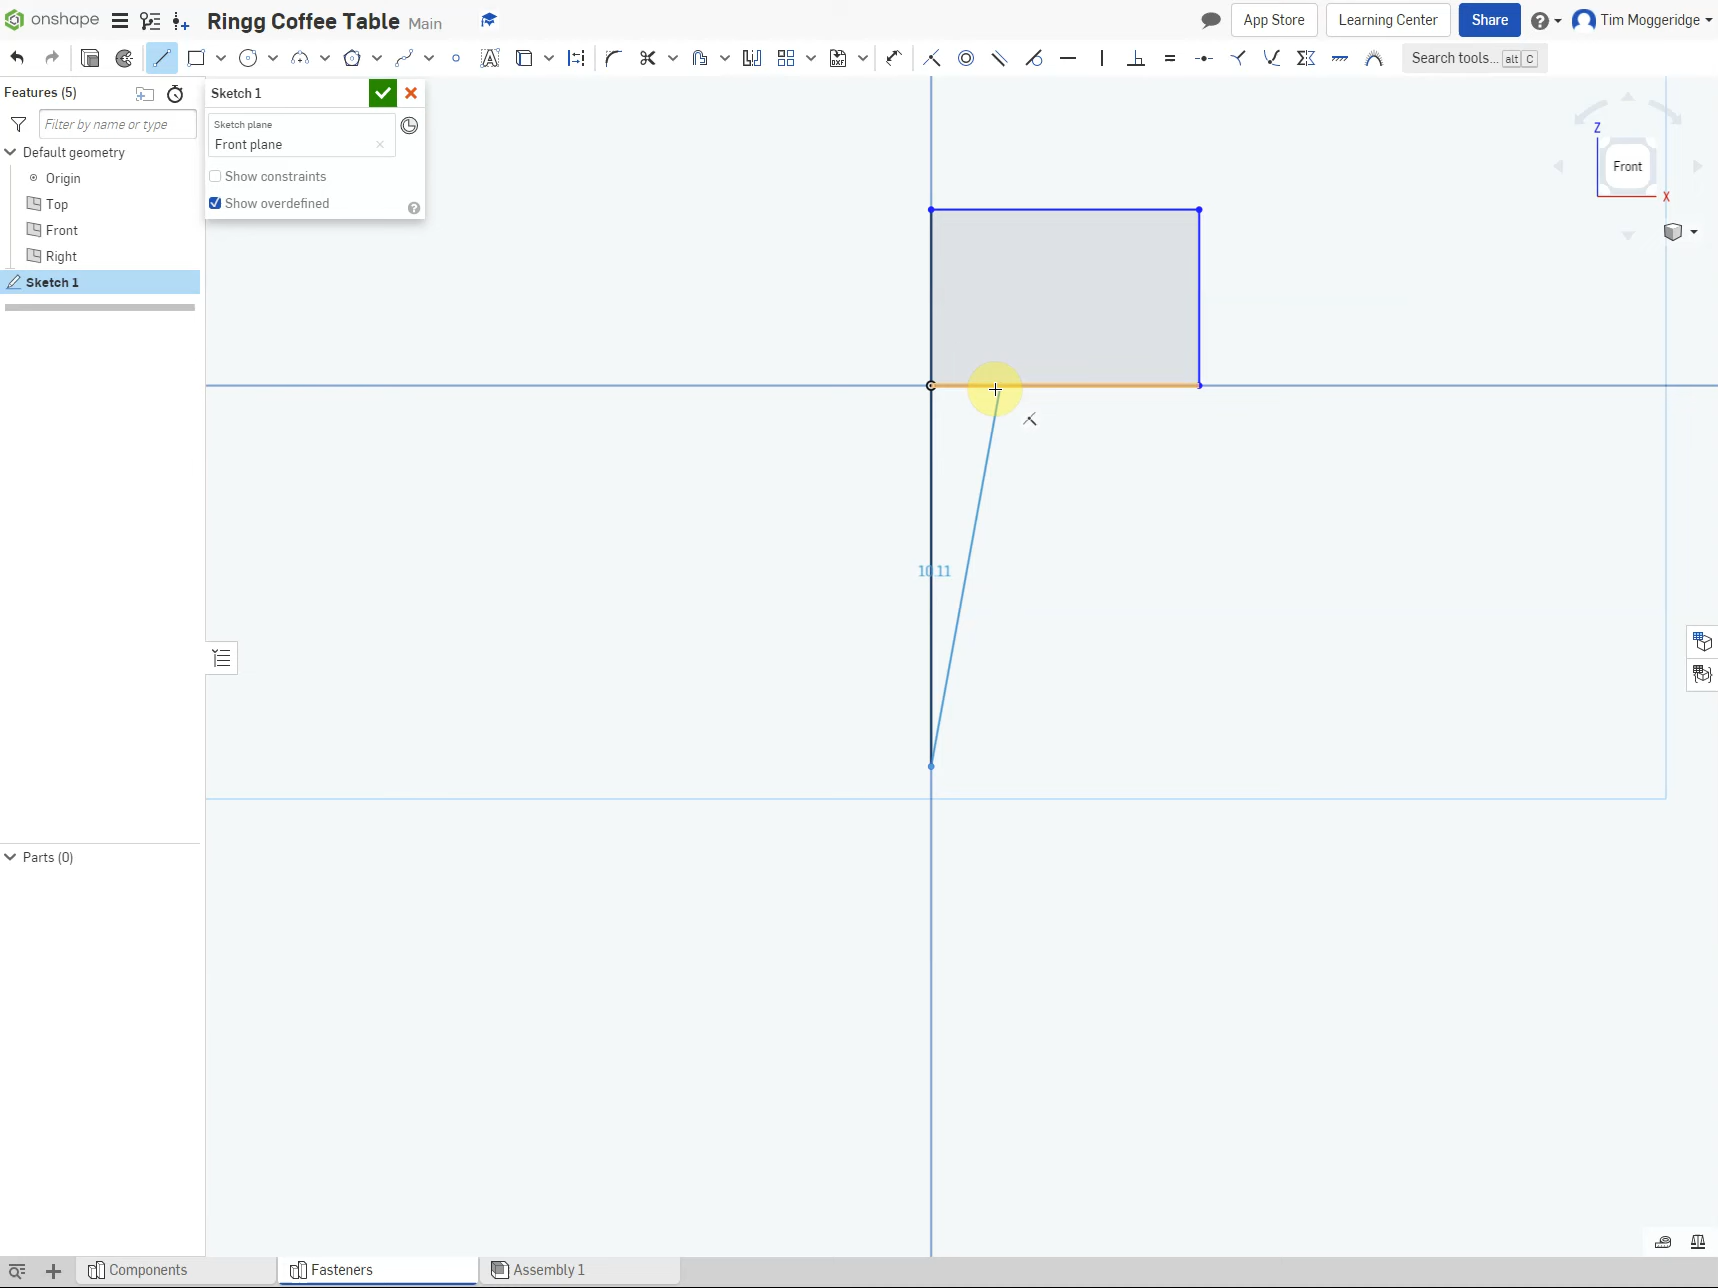 onshape Ringg Coffee Table Main App Store Learning Center Share Tim Moggeridge
Search tools... alt C
Features (5)
Filter by name or type
Default geometry
Origin
Top
Front
Right
Sketch 1
Sketch 1
Sketch plane
Front plane
Show constraints
Show overdefined
Z
Front
X
10.11
Parts (0)
Components Fasteners Assembly 1